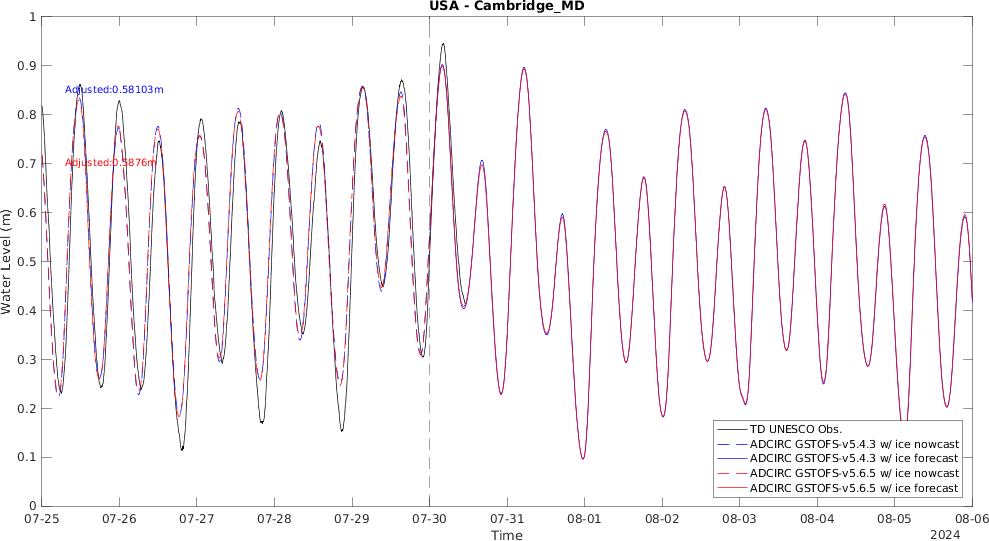 USA - Cambridge_MD
1
0.9
Adjusted:0.58103m
0.8
0.7
Adjusted:0.5876m
0.6
Water Level (m)
0.5
0.4
0.3
0.2
0.1
0
TD UNESCO Obs.
ADCIRC GSTOFS-v5.4.3 w/ ice nowcast
ADCIRC GSTOFS-v5.4.3 w/ ice forecast
ADCIRC GSTOFS-v5.6.5 w/ ice nowcast
ADCIRC GSTOFS-v5.6.5 w/ ice forecast
07-25 07-26 07-27 07-28 07-29 07-30 07-31 08-01 08-02 08-03 08-04 08-05 08-06
Time
2024